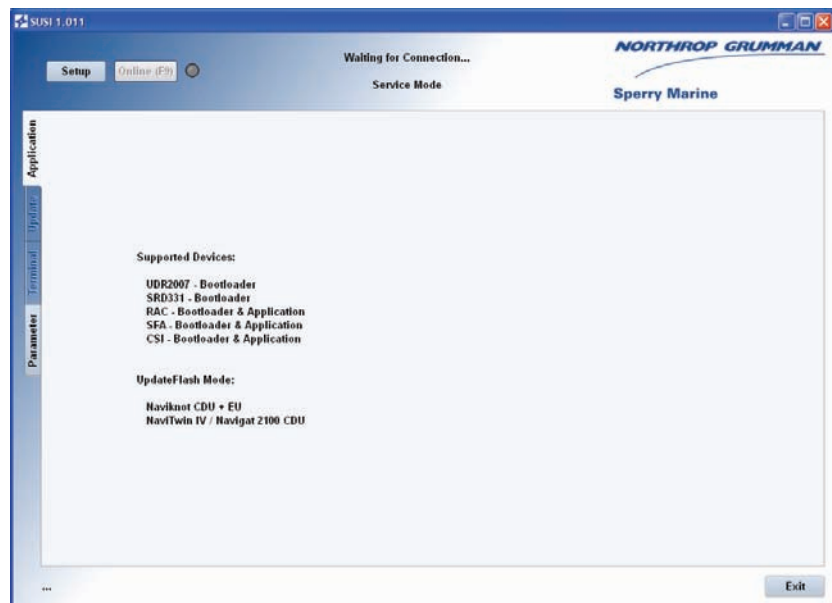 SUSI 1.011
Setup
Online (F9)
Waiting for Connection...
Service Mode
NORTHROP GRUMMAN
Sperry Marine
Application
Update
Terminal
Parameter
Supported Devices:
UDR2007 - Bootloader
SRD331 - Bootloader
RAC - Bootloader & Application
SFA - Bootloader & Application
CSI - Bootloader & Application
UpdateFlash Mode:
Naviknot CDU + EU
NaviTwin IV / Navigat 2100 CDU
...
Exit